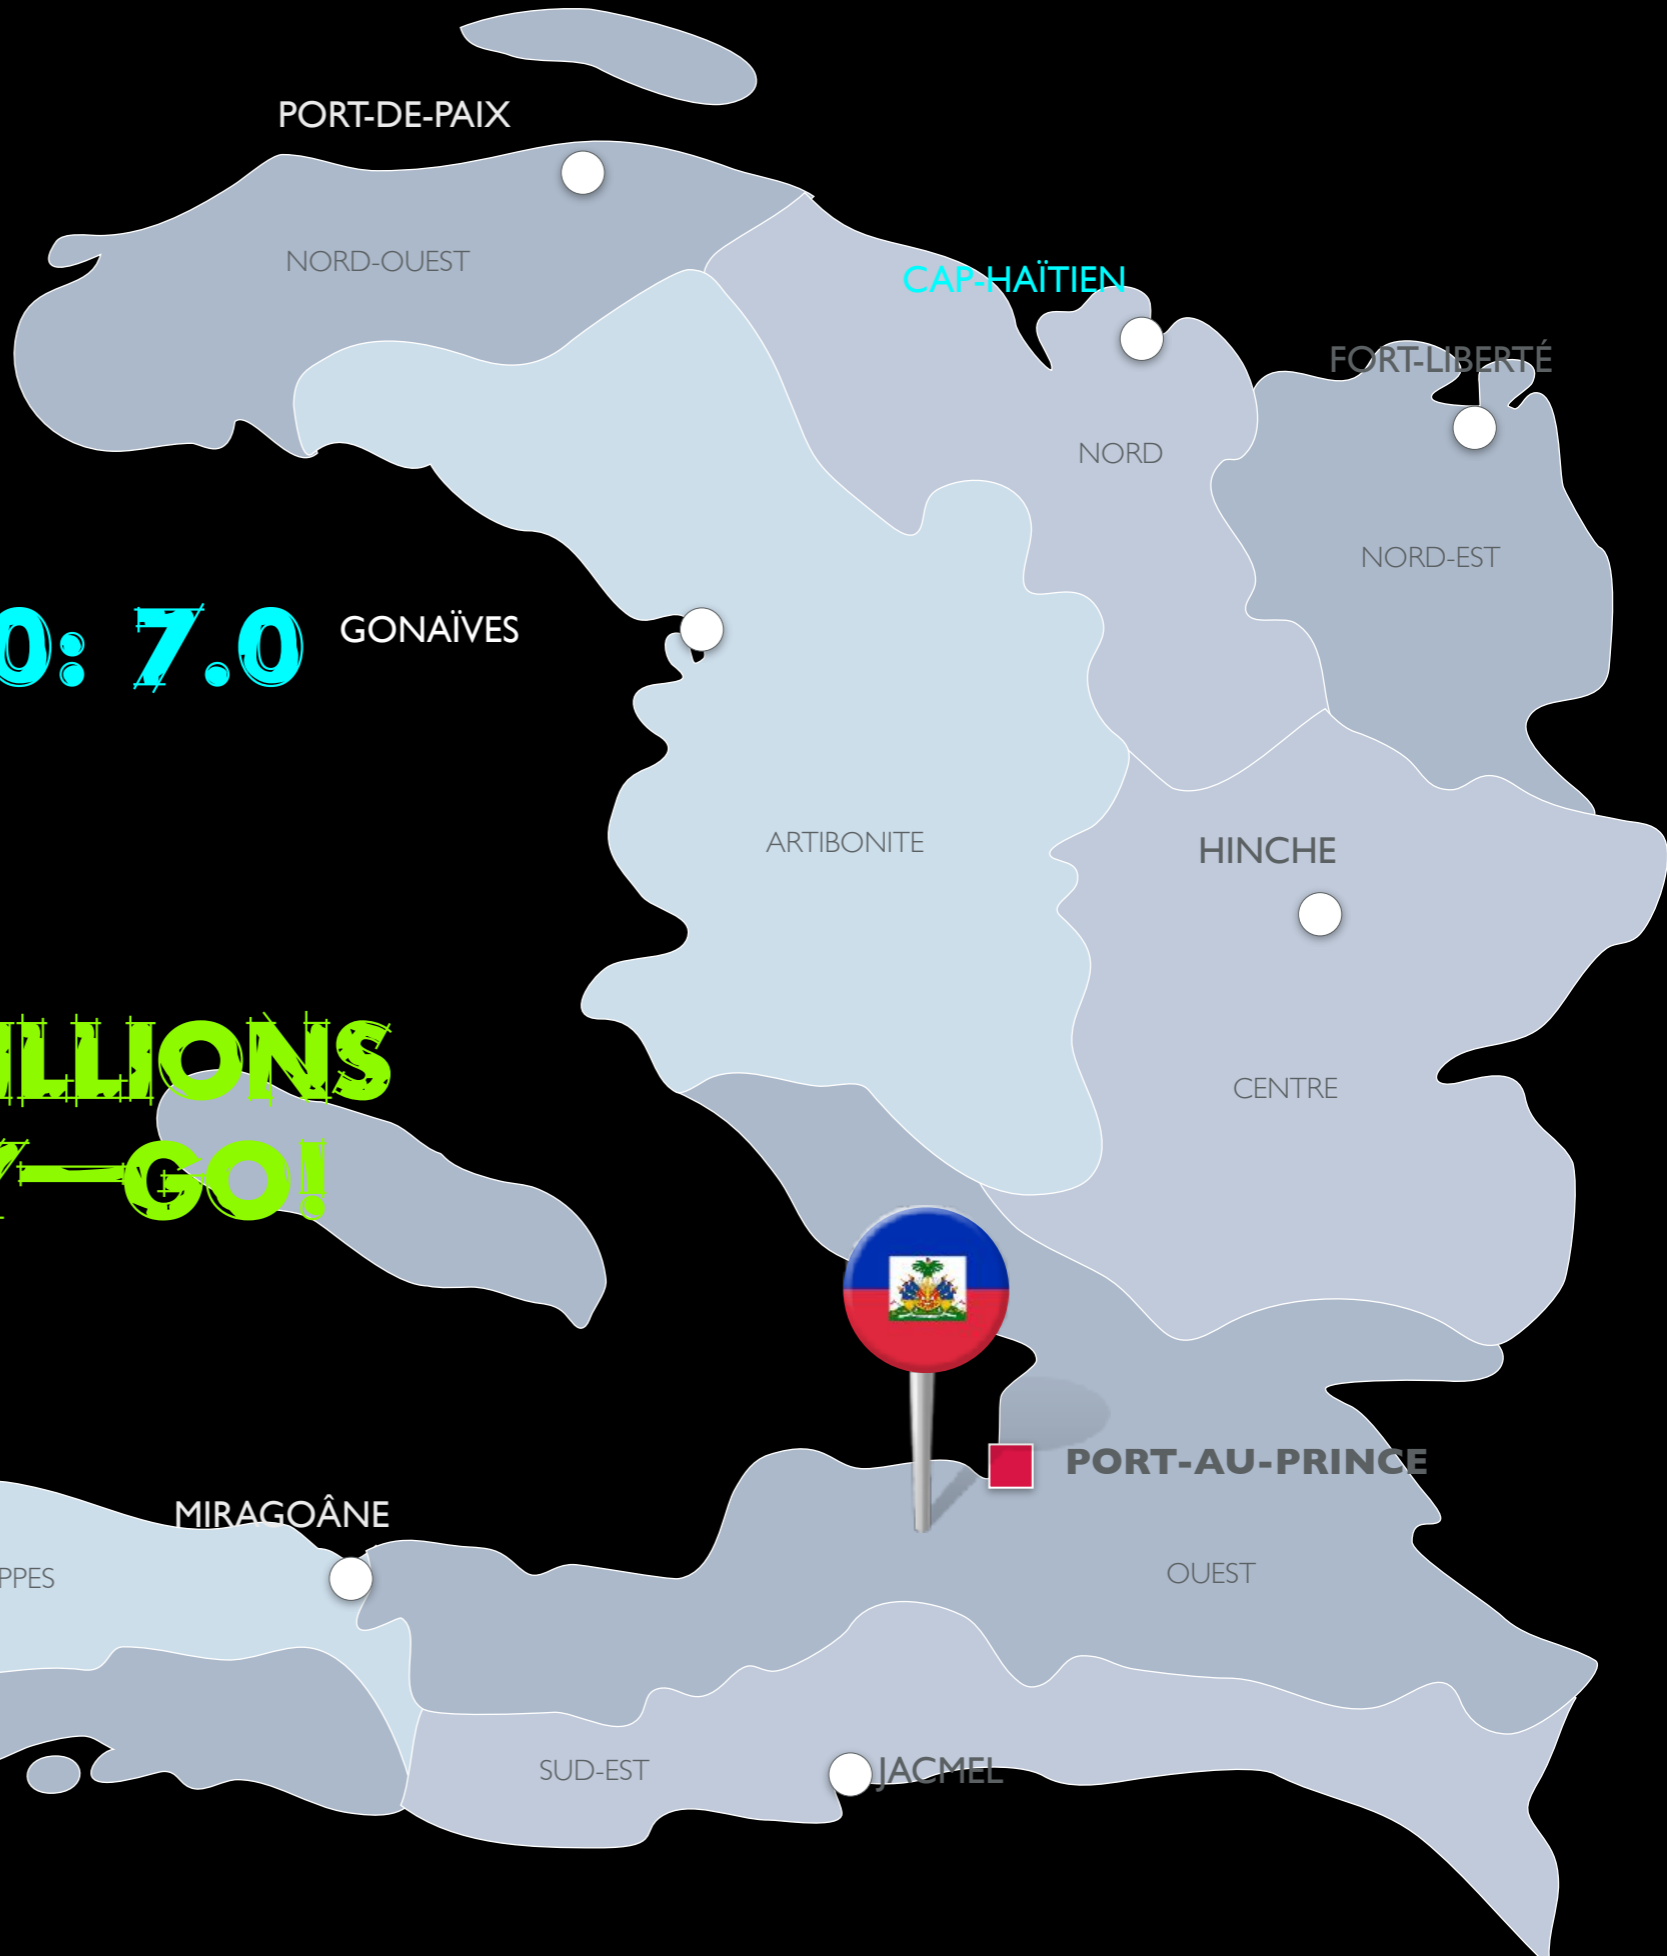 PORT-DE-PAIX
NORD-OUEST
CAP-HAÏTIEN
FORT-LIBERTÉ
NORD
NORD-EST
0: 7.0
GONAÏVES
ARTIBONITE
HINCHE
ILLIONS
CENTRE
Y—GO!
PORT-AU-PRINCE
MIRAGOÂNE
OUEST
PPES
SUD-EST
JACMEL